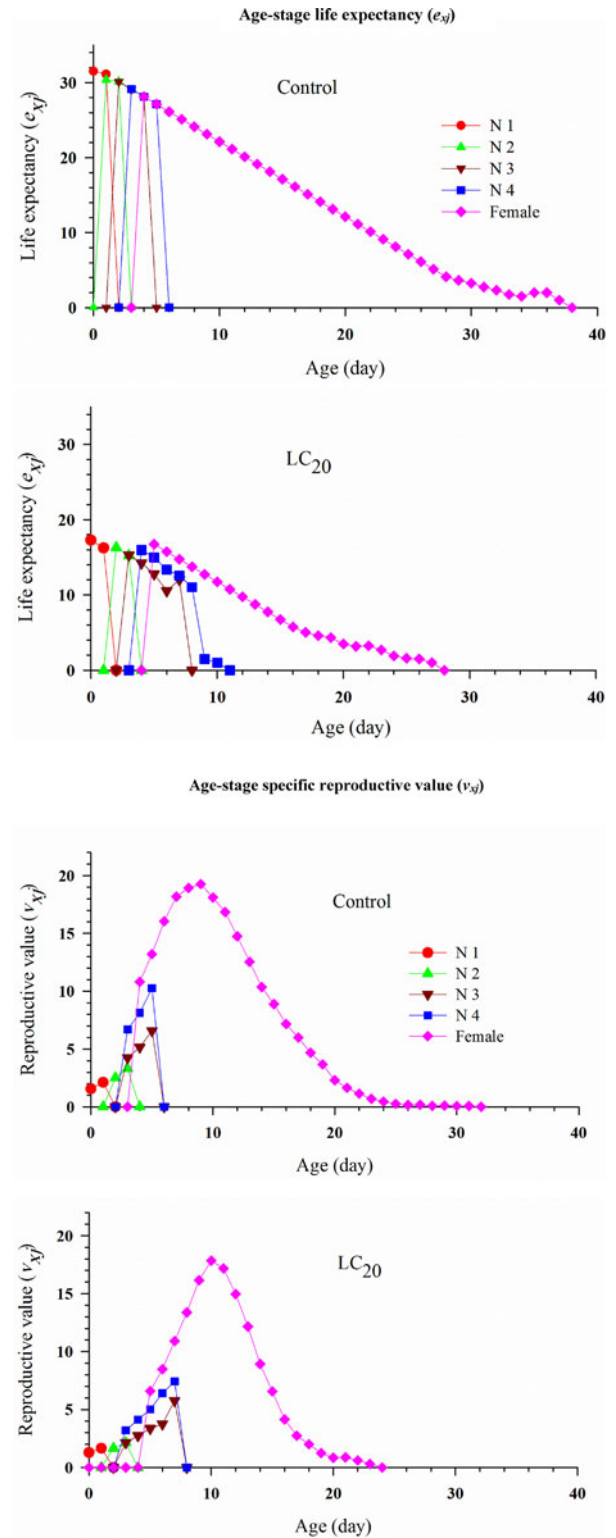 Age-stage life expectancy (exj)
Control
N 1
N 2
N 3
N 4
Female
Life expectancy (exj)
30
20
10
0
0 10 20 30 40
Age (day)
LC20
Life expectancy (exj)
30
20
10
0
0 10 20 30 40
Age (day)
Age-stage specific reproductive value (vxj)
Control
N 1
N 2
N 3
N 4
Female
Reproductive value (vxj)
20
15
10
5
0
0 10 20 30 40
Age (day)
LC20
Reproductive value (vxj)
20
15
10
5
0
0 10 20 30 40
Age (day)